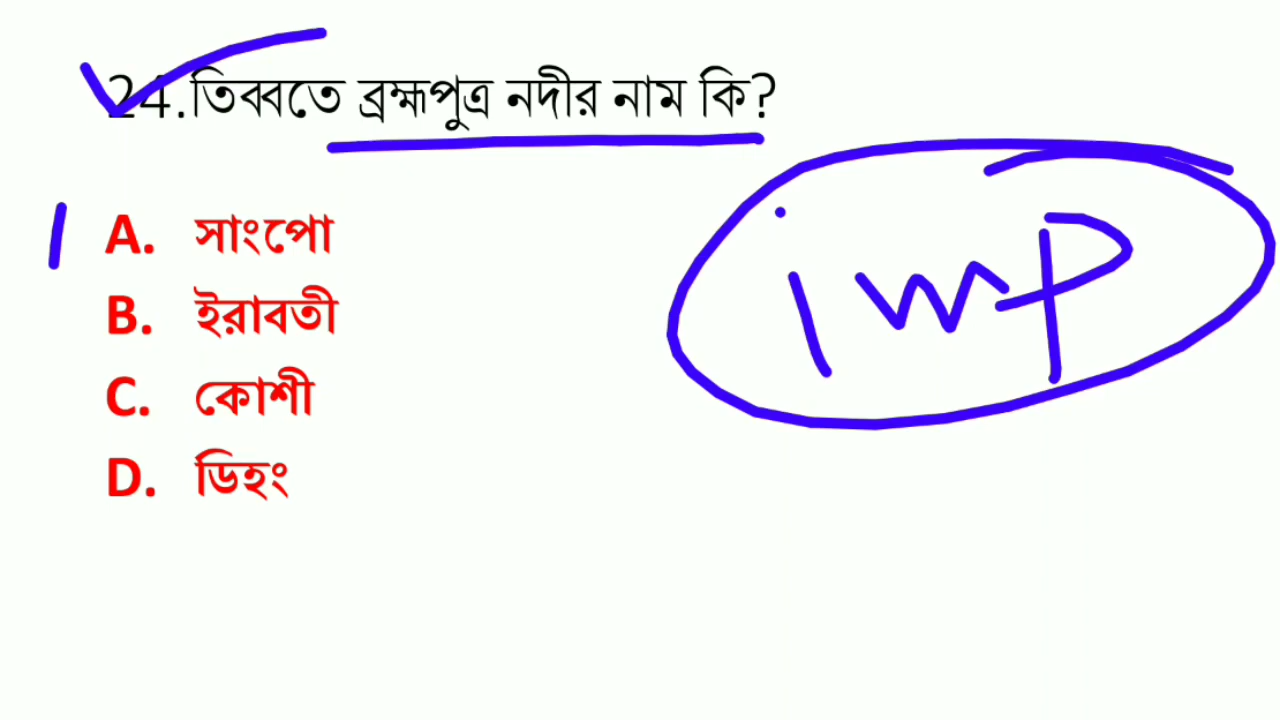 24.তিব্বতে ব্রহ্মপুত্র নদীর নাম কি?
A. সাংপো
imp
B. ইরাবতী
C. কোশী
D. ডিহং